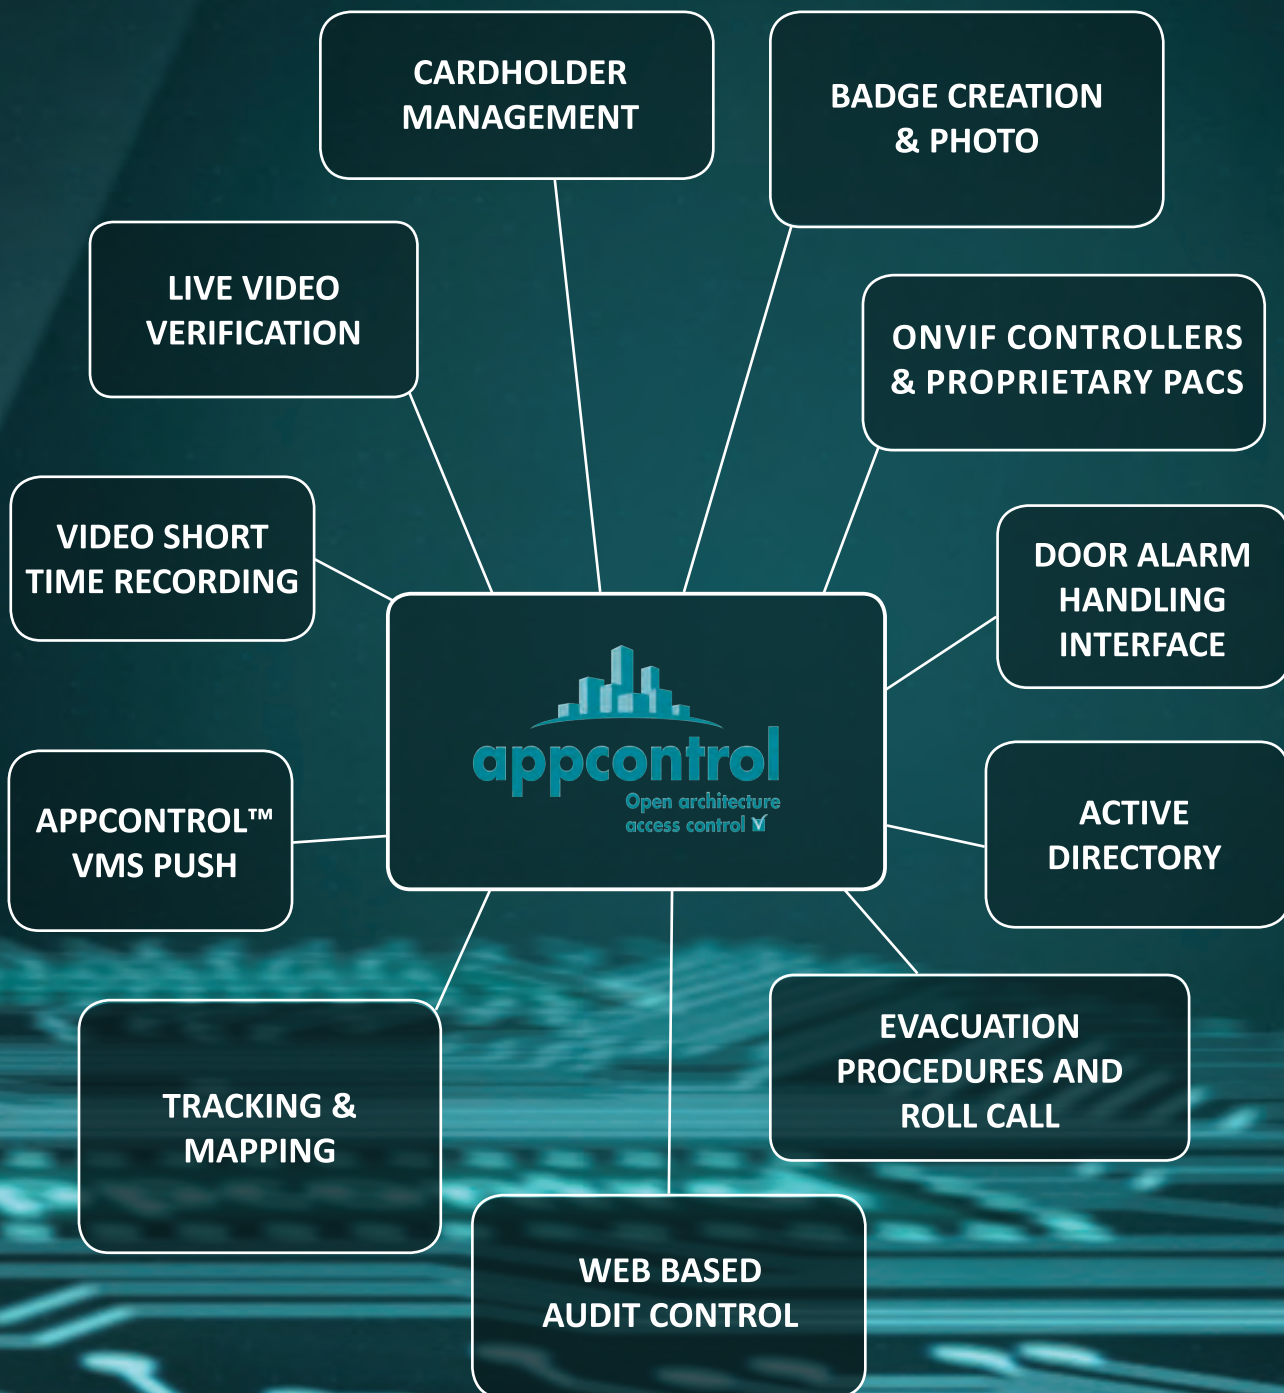 CARDHOLDER
MANAGEMENT
BADGE CREATION
& PHOTO
LIVE VIDEO
VERIFICATION
ONVIF CONTROLLERS
& PROPRIETARY PACS
VIDEO SHORT
TIME RECORDING
DOOR ALARM
HANDLING
INTERFACE
appcontrol
Open architecture
access control
APPCONTROL™
VMS PUSH
ACTIVE
DIRECTORY
EVACUATION
PROCEDURES AND
ROLL CALL
TRACKING &
MAPPING
WEB BASED
AUDIT CONTROL